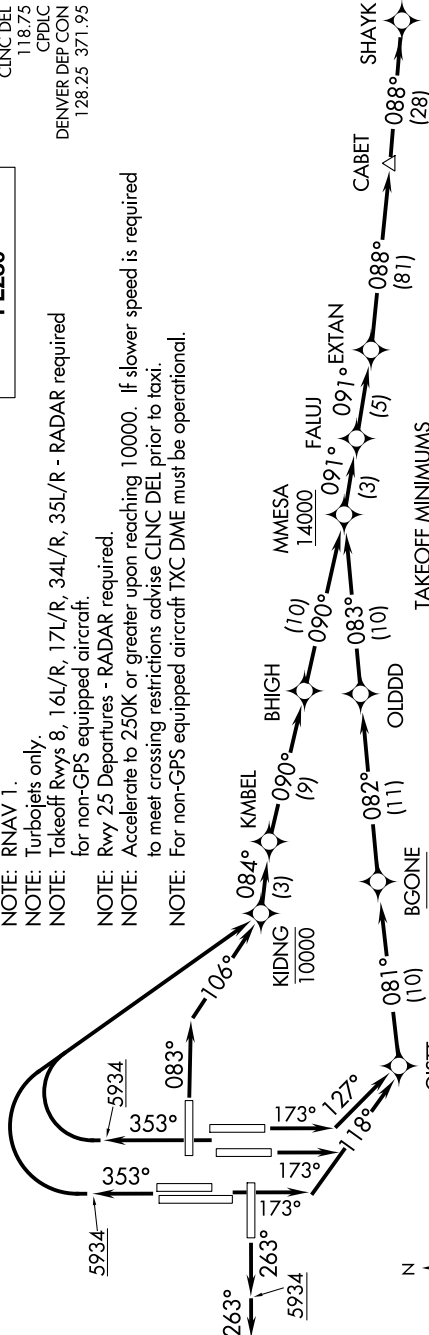 CLNC DEL
118.75
CPDLC
DENVER DEP CON
128.25 371.95
NOTE: RNAV 1.
NOTE: Turbojets only.
NOTE: Takeoff Rwys 8, 16L/R, 17L/R, 34L/R, 35L/R - RADAR required
for non-GPS equipped aircraft.
NOTE: Rwy 25 Departures - RADAR required.
NOTE: Accelerate to 250K or greater upon reaching 10000. If slower speed is required
to meet crossing restrictions advise CLNC DEL prior to taxi.
NOTE: For non-GPS equipped aircraft TXC DME must be operational.
SHAYK
088°
(28)
CABET
088°
(81)
EXTAN
091°
(5)
FALUJ
091°
(3)
MMESA
14000
(10)
090°
083°
(10)
BHIGH
OLDDD
090°
(9)
082°
(11)
KMBEL
084°
(3)
BGONE
KIDNG
10000
081°
(10)
106°
083°
5934
353°
173°
127°
118°
353°
173°
173°
5934
263°
5934
263°
N
TAKEOFF MINIMUMS